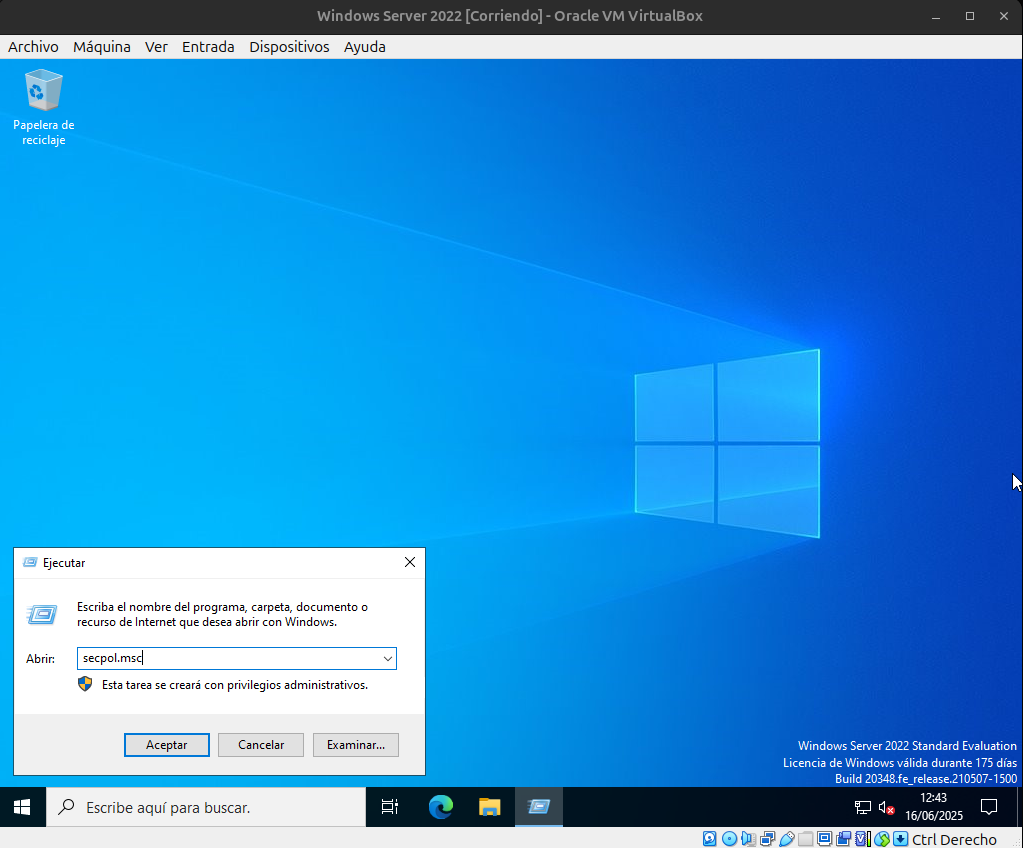 Windows Server 2022 [Corriendo] - Oracle VM VirtualBox
Archivo Máquina Ver Entrada Dispositivos Ayuda
Papelera de
reciclaje
Ejecutar
Escriba el nombre del programa, carpeta, documento o
recurso de Internet que desea abrir con Windows.
Abrir: secpol.msc
Esta tarea se creará con privilegios administrativos.
Aceptar Cancelar Examinar...
Windows Server 2022 Standard Evaluation
Licencia de Windows válida durante 175 días
Build 20348.fe_release.210507-1500
Escribe aquí para buscar.
12:43
16/06/2025
Ctrl Derecho